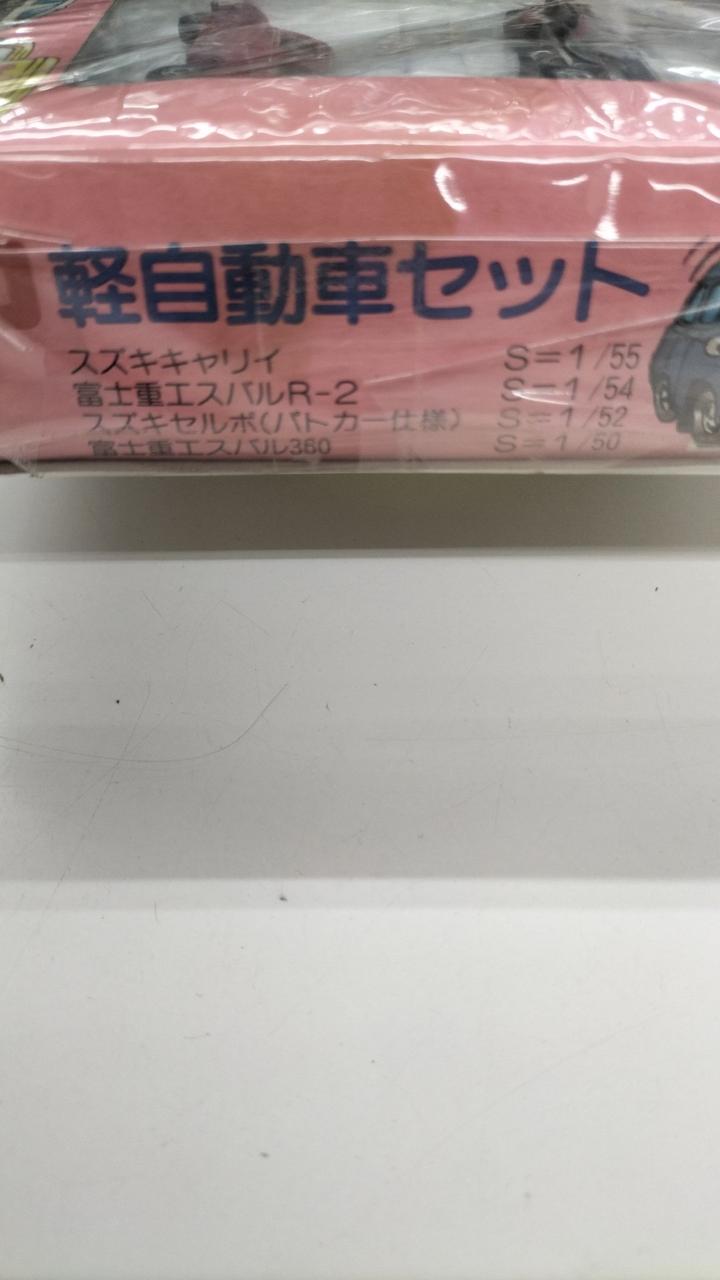 軽自動車セット
スズキキャリイ S=1/55
富士重工スバルR-2 S=1/54
スズキセルボ(パトカー仕様) S=1/52
富士重工スバル360 S=1/50